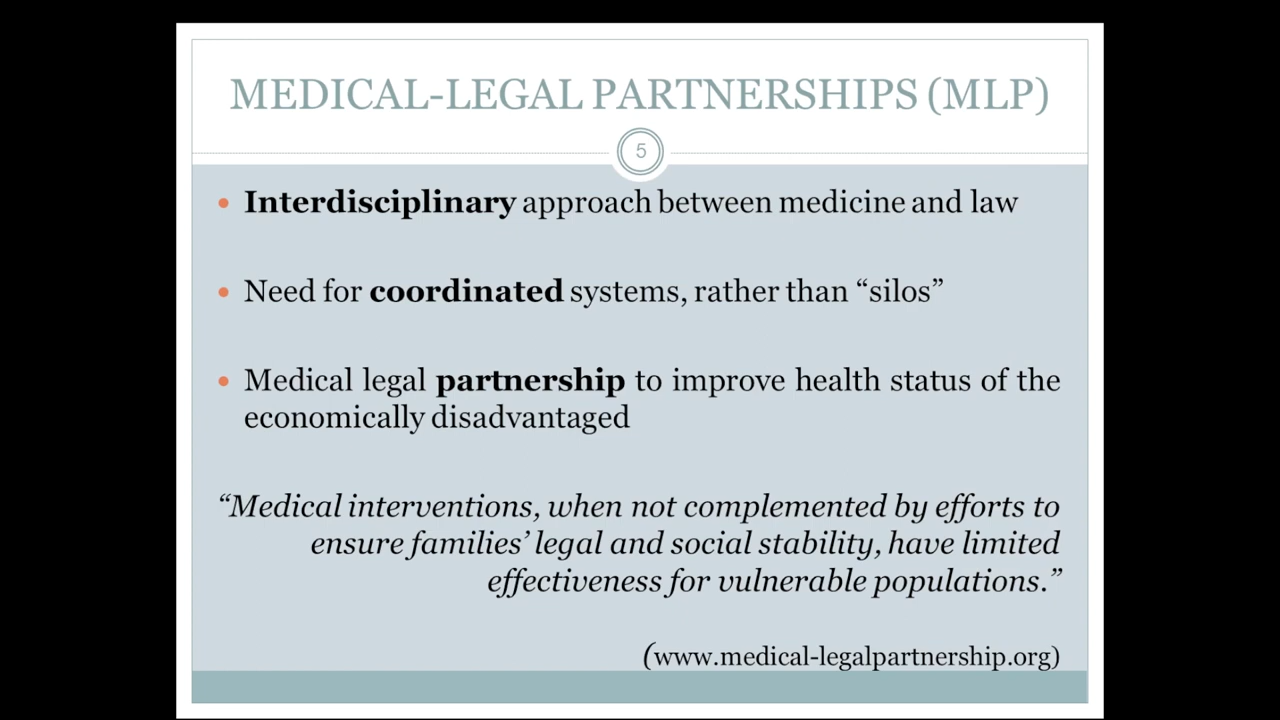 MEDICAL-LEGAL PARTNERSHIPS (MLP)
5
• Interdisciplinary approach between medicine and law
• Need for coordinated systems, rather than “silos”
• Medical legal partnership to improve health status of the
economically disadvantaged
“Medical interventions, when not complemented by efforts to
ensure families’ legal and social stability, have limited
effectiveness for vulnerable populations.”
(www.medical-legalpartnership.org)